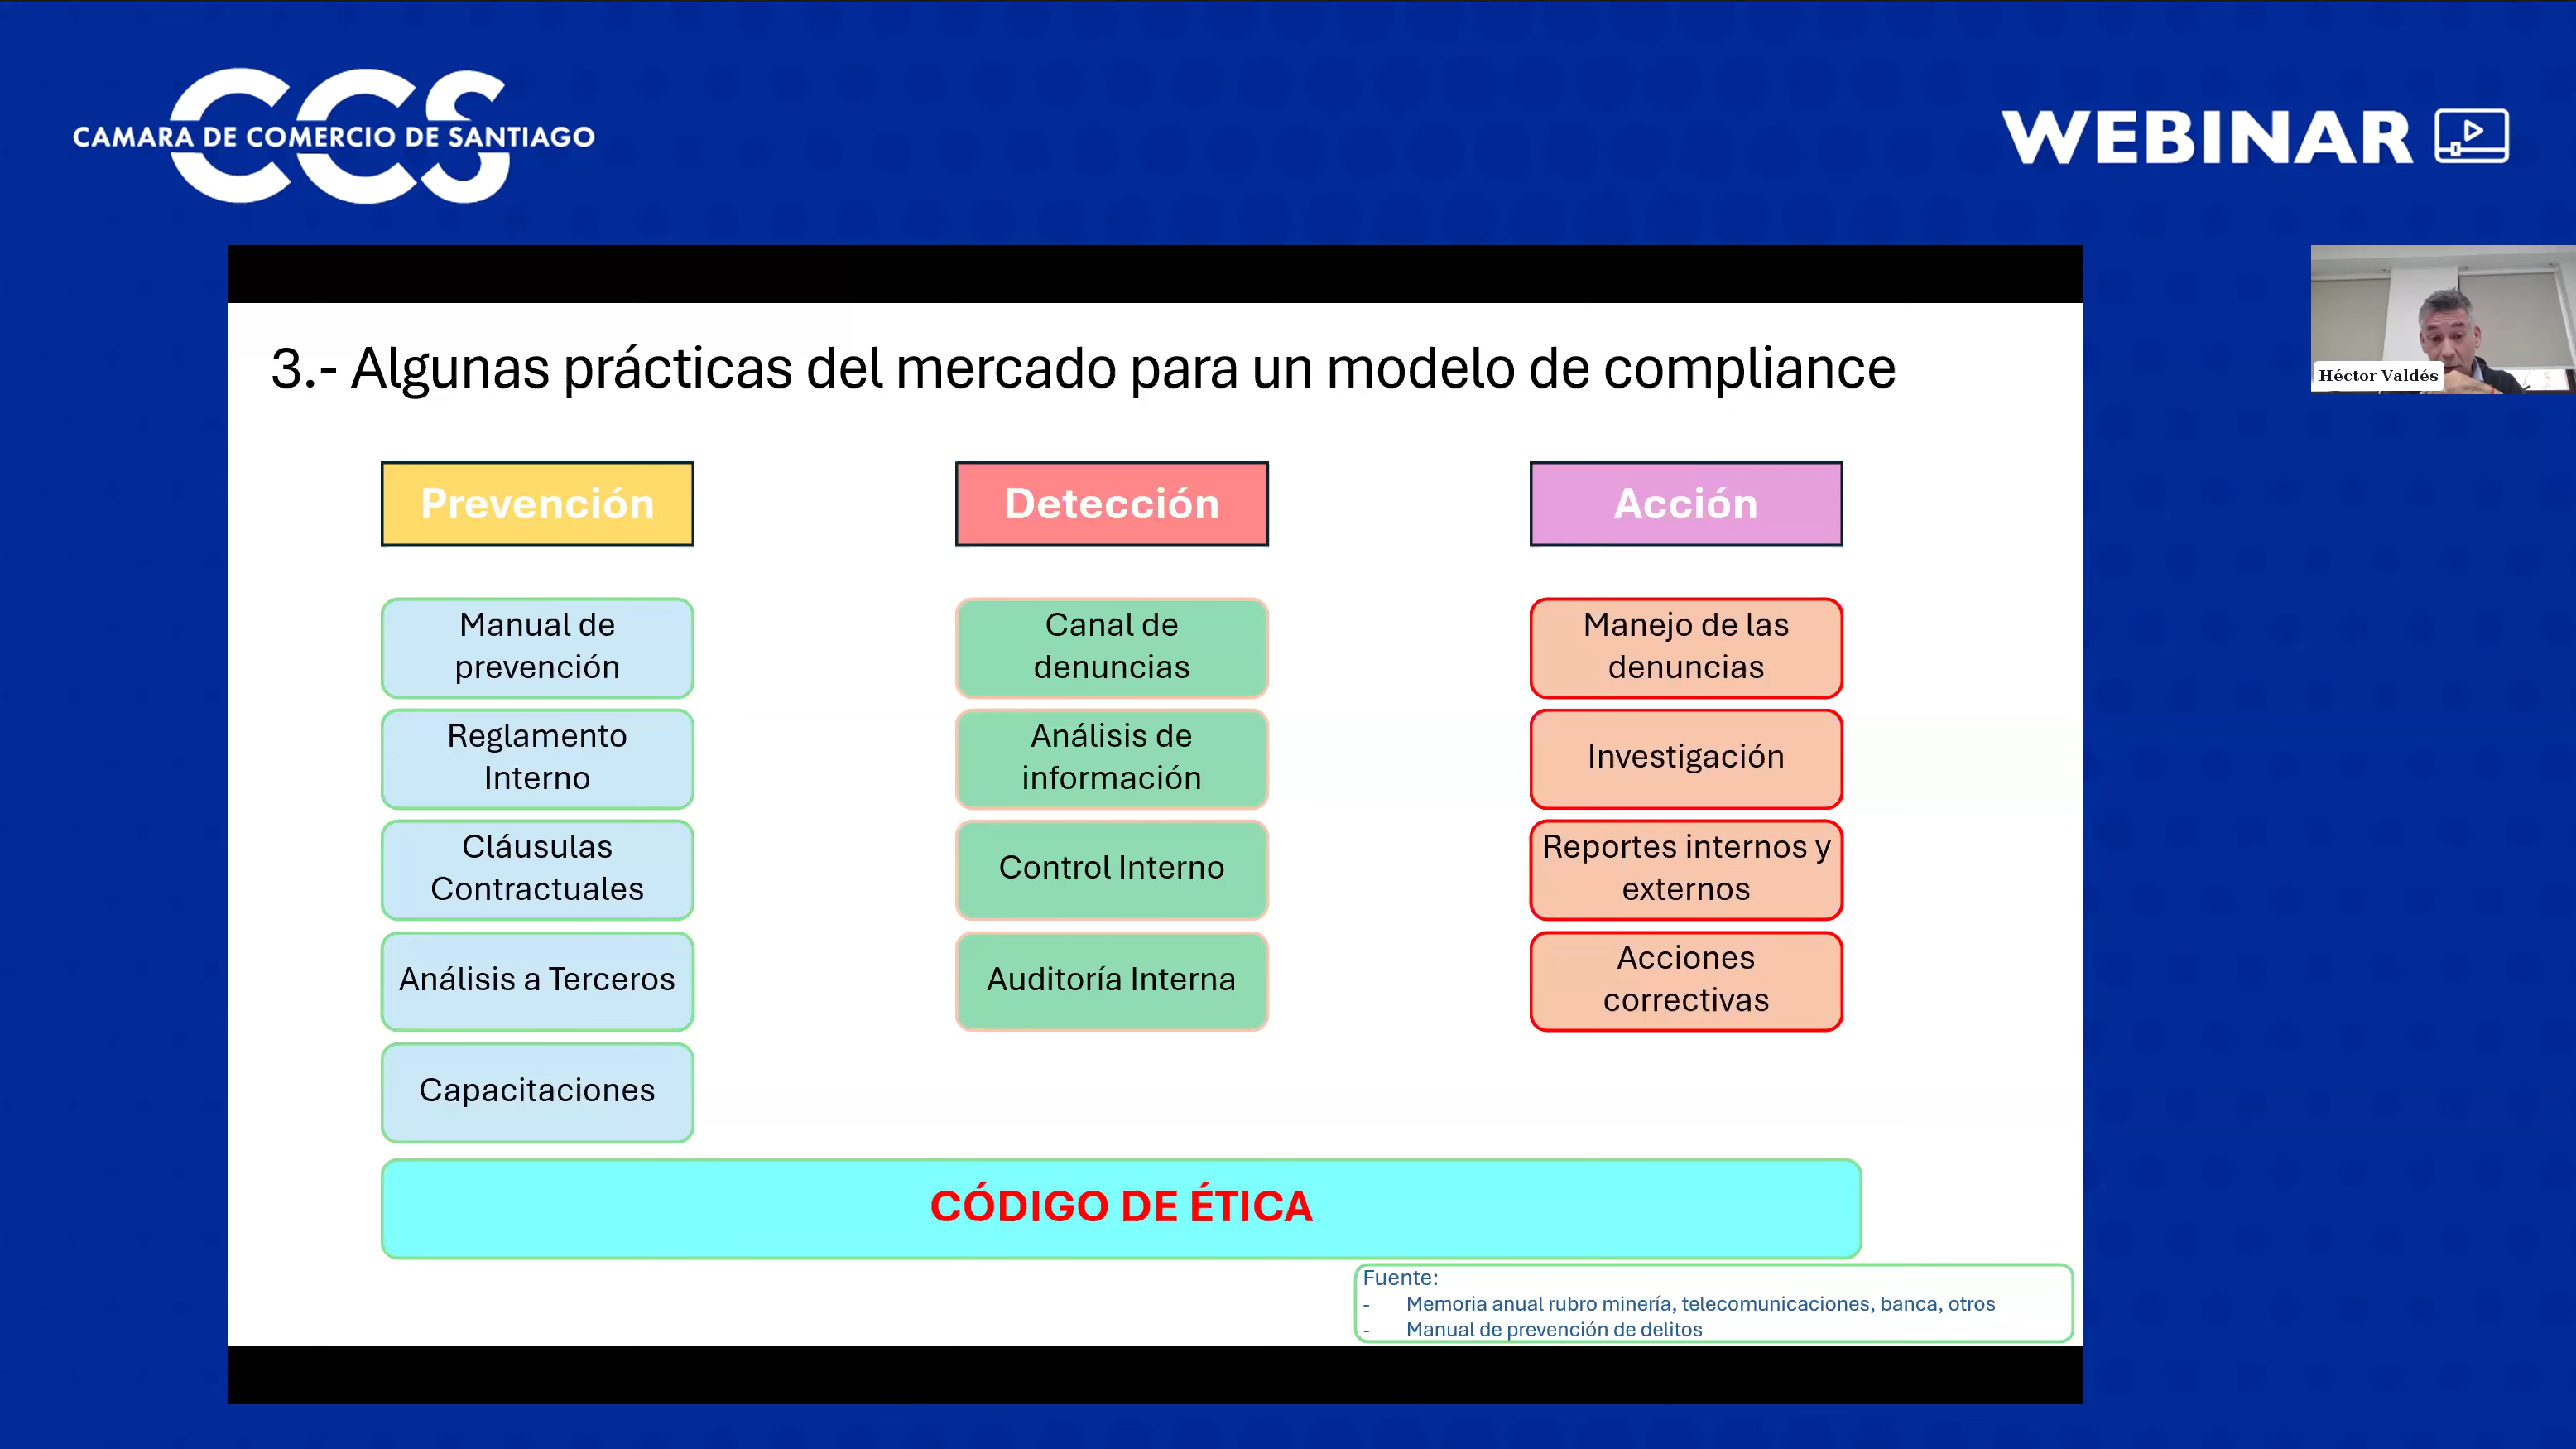 CCS
CAMARA DE COMERCIO DE SANTIAGO
WEBINAR
Héctor Valdés
3.- Algunas prácticas del mercado para un modelo de compliance
Prevención
Manual de
prevención
Reglamento
Interno
Cláusulas
Contractuales
Análisis a Terceros
Capacitaciones
Detección
Canal de
denuncias
Análisis de
información
Control Interno
Auditoría Interna
Acción
Manejo de las
denuncias
Investigación
Reportes internos y
externos
Acciones
correctivas
CÓDIGO DE ÉTICA
Fuente:
- Memoria anual rubro minería, telecomunicaciones, banca, otros
- Manual de prevención de delitos